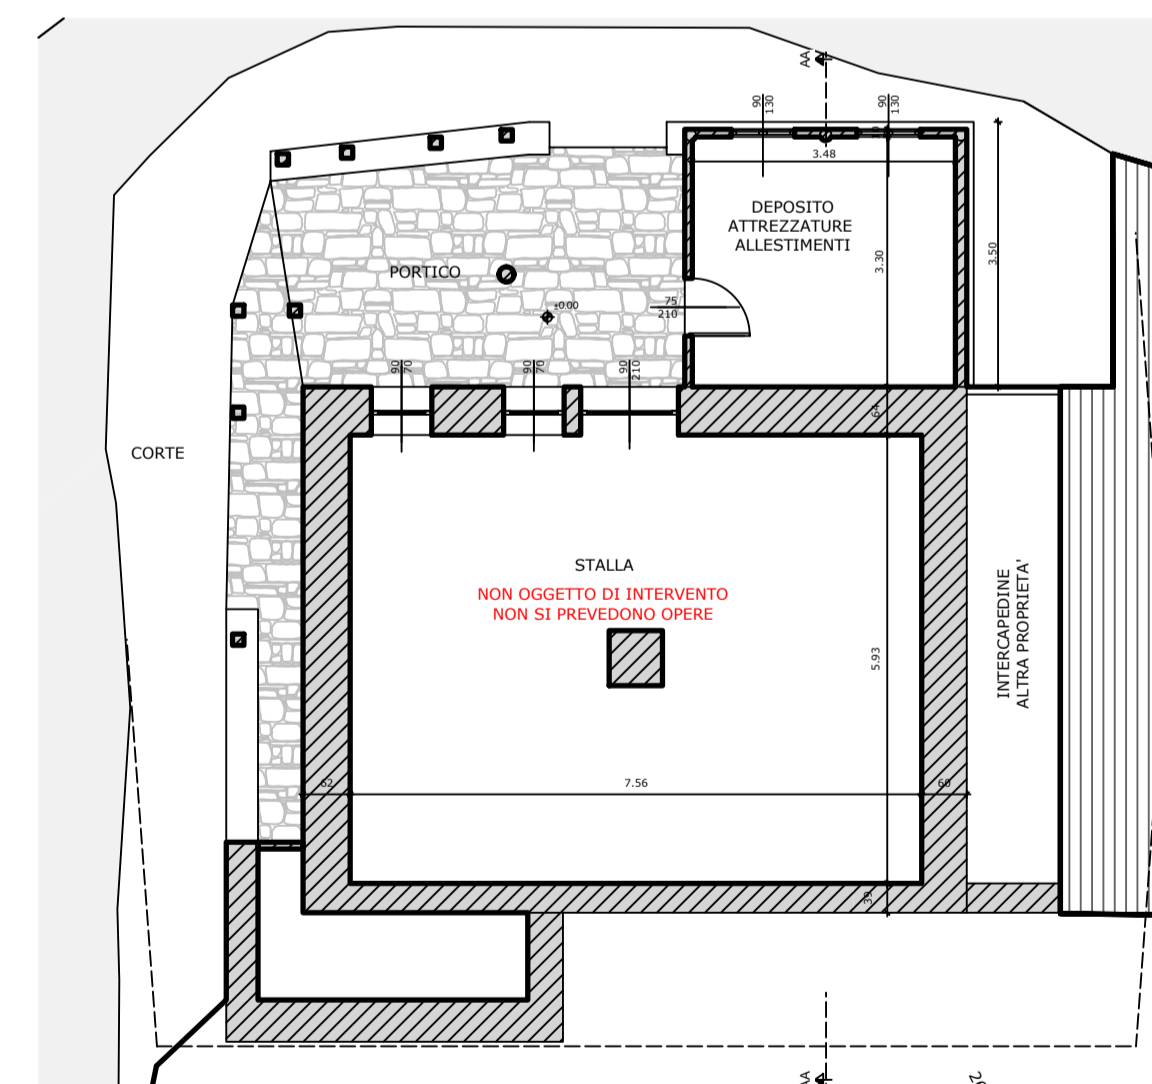 AA
90
130
90
130
10
3.48
DEPOSITO
ATTREZZATURE
ALLESTIMENTI
3.30
3.50
PORTICO
±0.00
75
210
90
70
90
70
90
210
64
CORTE
STALLA
NON OGGETTO DI INTERVENTO
NON SI PREVEDONO OPERE
INTERCAPEDINE
ALTRA PROPRIETA'
5.93
62
7.56
60
39
AA